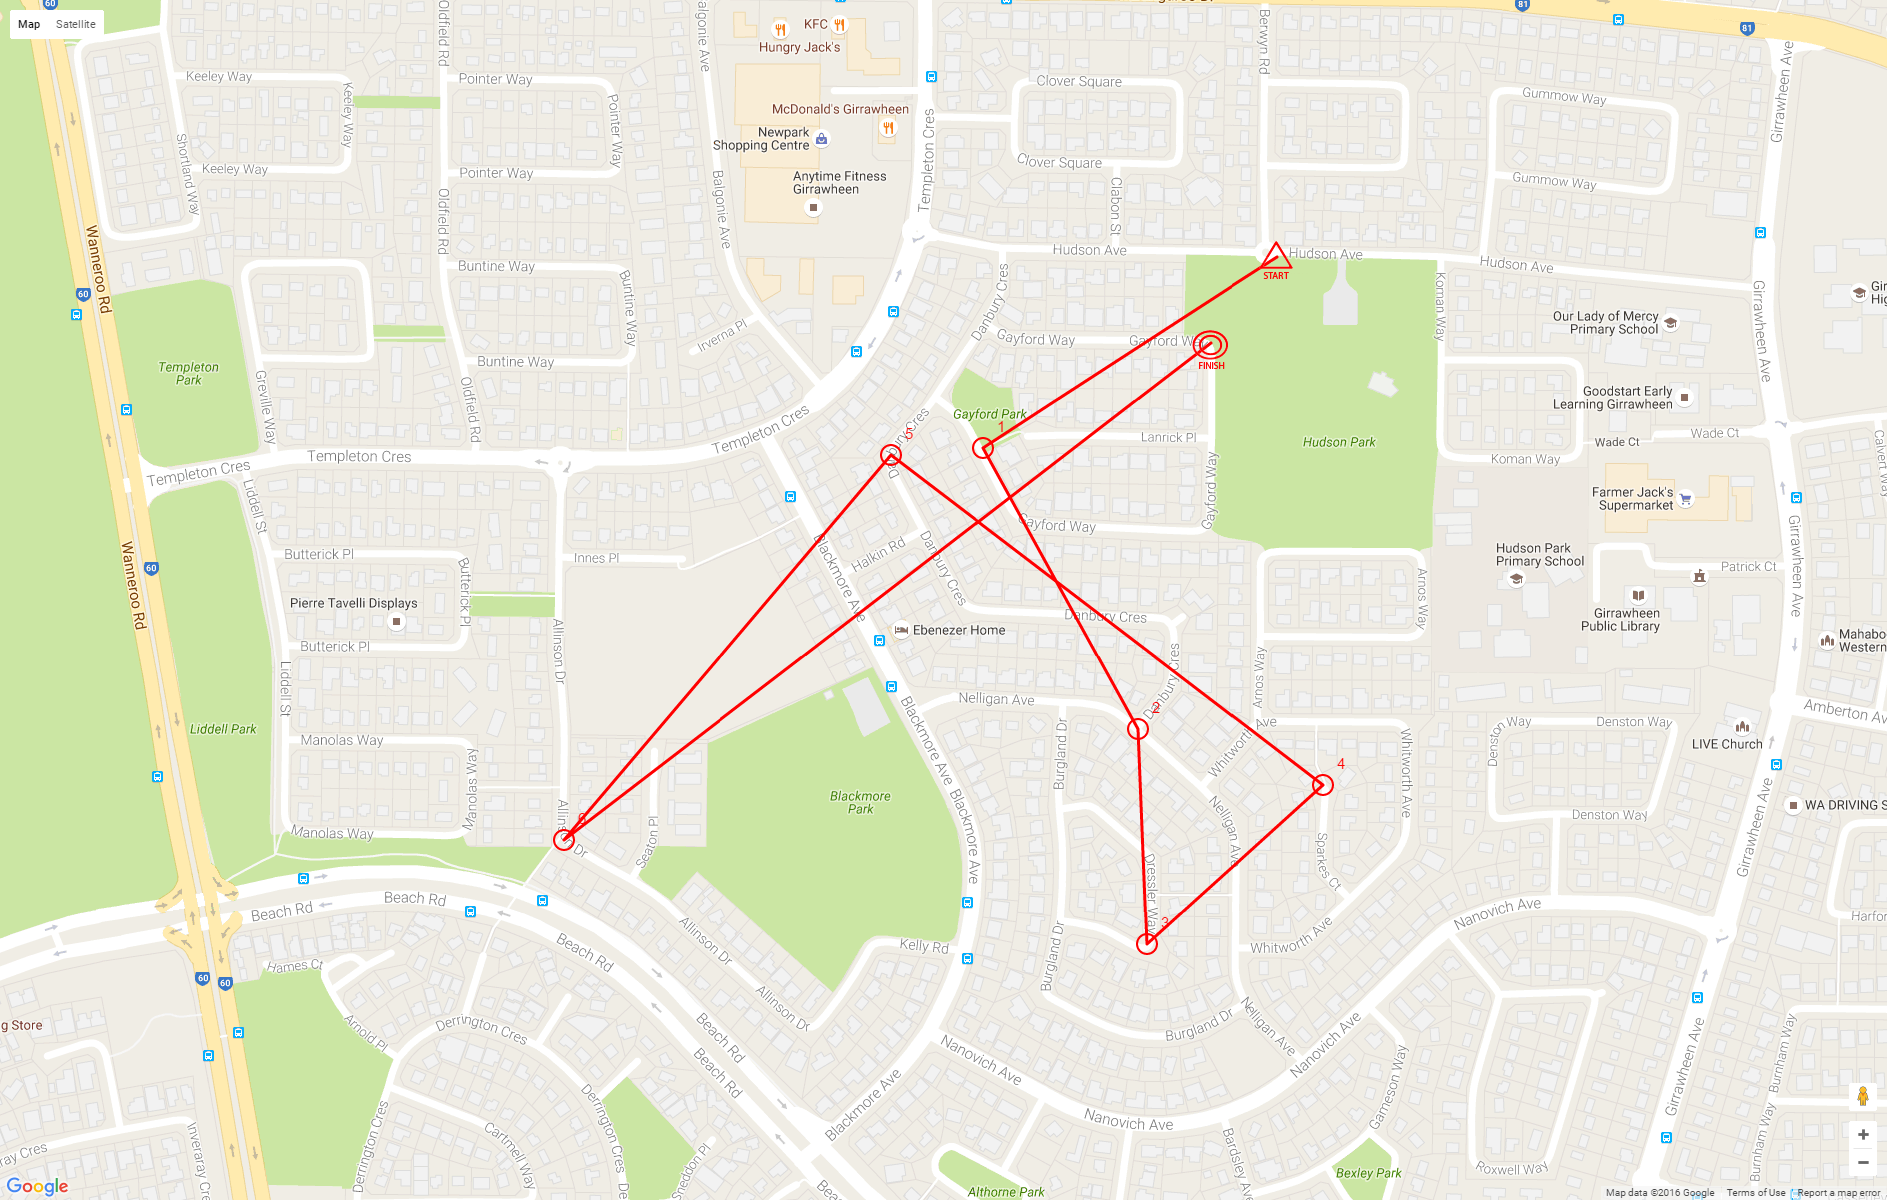 Map Satellite
60
Oldfield Rd
Balgonie Ave
KFC
Hungry Jack's
Berwyn Rd
81
81
Girrawheen Ave
Keeley Way
Keeley Way
Pointer Way
Pointer Way
Clover Square
Gummow Way
McDonald's Girrawheen
Newpark
Shopping Centre
Templeton Cres
Shortland Way
Keeley Way
Pointer Way
Clover Square
Anytime Fitness
Girrawheen
Clabon St
Gummow Way
Oldfield Rd
Balgonie Ave
Wanneroo Rd
60
Buntine Way
Buntine Way
Hudson Ave
START
Hudson Ave
Hudson Ave
Koman Way
Girrawheen Ave
Danbury Cres
Irverna Pl
Gayford Way
Gayford Way
FINISH
Our Lady of Mercy
Primary School
Templeton
Park
Buntine Way
Greville Way
Oldfield Rd
Goodstart Early
Learning Girrawheen
Gayford Park
1
5
Danbury Cres
Lanrick Pl
Hudson Park
Wade Ct
Wade Ct
Koman Way
Calvert Way
Templeton Cres
Templeton Cres
Templeton Cres
Liddell St
Gayford Way
Gayford Way
Farmer Jack's
Supermarket
Girrawheen Ave
Wanneroo Rd
60
Butterick Pl
Butterick Pl
Innes Pl
Blackmore Ave
Halkin Rd
Danbury Cres
Hudson Park
Primary School
Patrick Ct
Arnos Way
Pierre Tavelli Displays
Girrawheen
Public Library
Ebenezer Home
Danbury Cres
Butterick Pl
Allinson Dr
Liddell St
Arnos Way
Danbury Cres
Liddell Park
Nelligan Ave
Blackmore Ave
2
Burgland Dr
Whitworth Ave
Whitworth Ave
Denston Way
Denston Way
LIVE Church
Amberton Av
Manolas Way
Manolas Way
4
Blackmore
Park
Blackmore Ave
Nelligan Ave
WA DRIVING S
Denston Way
Manolas Way
6
Allinson Dr
Seaton Pl
Dressler Way
Sparks Ct
Girrawheen Ave
Beach Rd
Beach Rd
3
Nanovich Ave
Harfor
Beach Rd
Allinson Dr
Kelly Rd
Burgland Dr
Whitworth Ave
60
60
Hames Ct
Allinson Dr
g Store
Arnold Pl
Derrington Cres
Beach Rd
Burgland Dr
Nelligan Ave
Nanovich Ave
Nanovich Ave
Beach Rd
Girrawheen Ave
Burnham Way
Gameson Way
Derrington Cres
Blackmore Ave
Nanovich Ave
Derrington Cres
Cartmell Way
Inveraray Cre
ray Cres
Sneddon Pl
Bardsley Ave
Bexley Park
Roxwell Way
Burnham Way
Althorne Park
Google
Map data ©2016 Google Terms of Use Report a map error